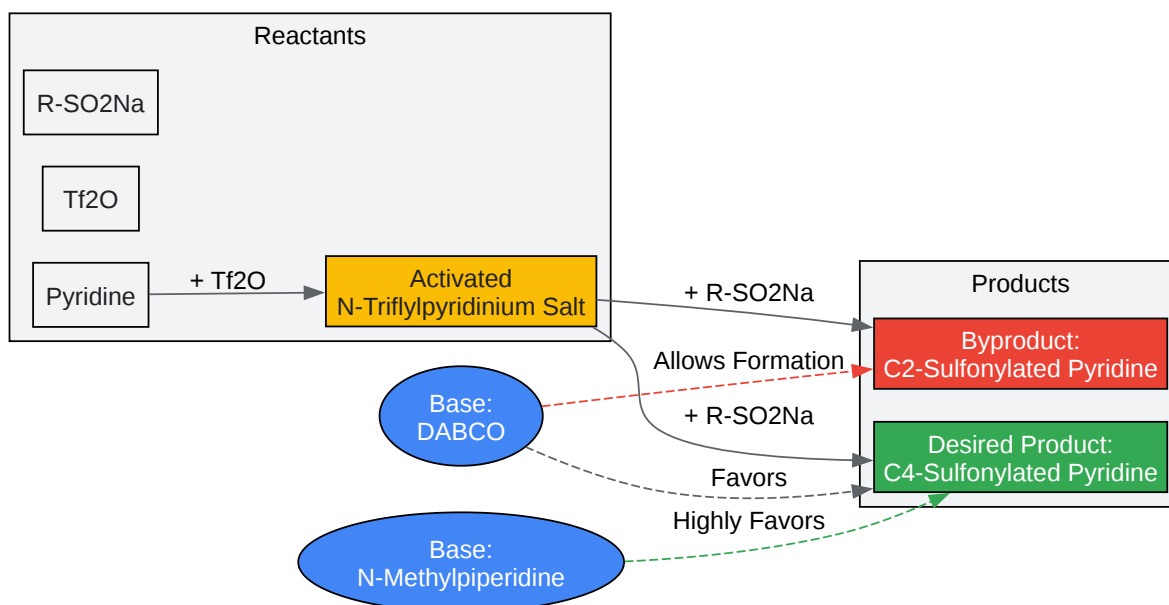 Reactants
R-SO2Na
Tf2O
Pyridine
+ Tf2O
Activated
N-Triflylpyridinium Salt
+ R-SO2Na
Products
Byproduct:
C2-Sulfonylated Pyridine
Allows Formation
Base:
DABCO
+ R-SO2Na
Desired Product:
C4-Sulfonylated Pyridine
Favors
Highly Favors
Base:
N-Methylpiperidine